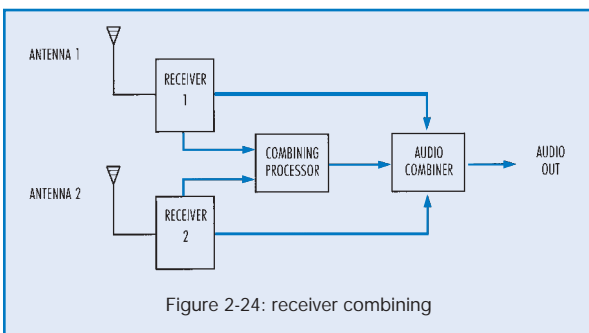 ANTENNA 1
RECEIVER
1
COMBINING
PROCESSOR
AUDIO
COMBINER
AUDIO
OUT
ANTENNA 2
RECEIVER
2
Figure 2-24: receiver combining